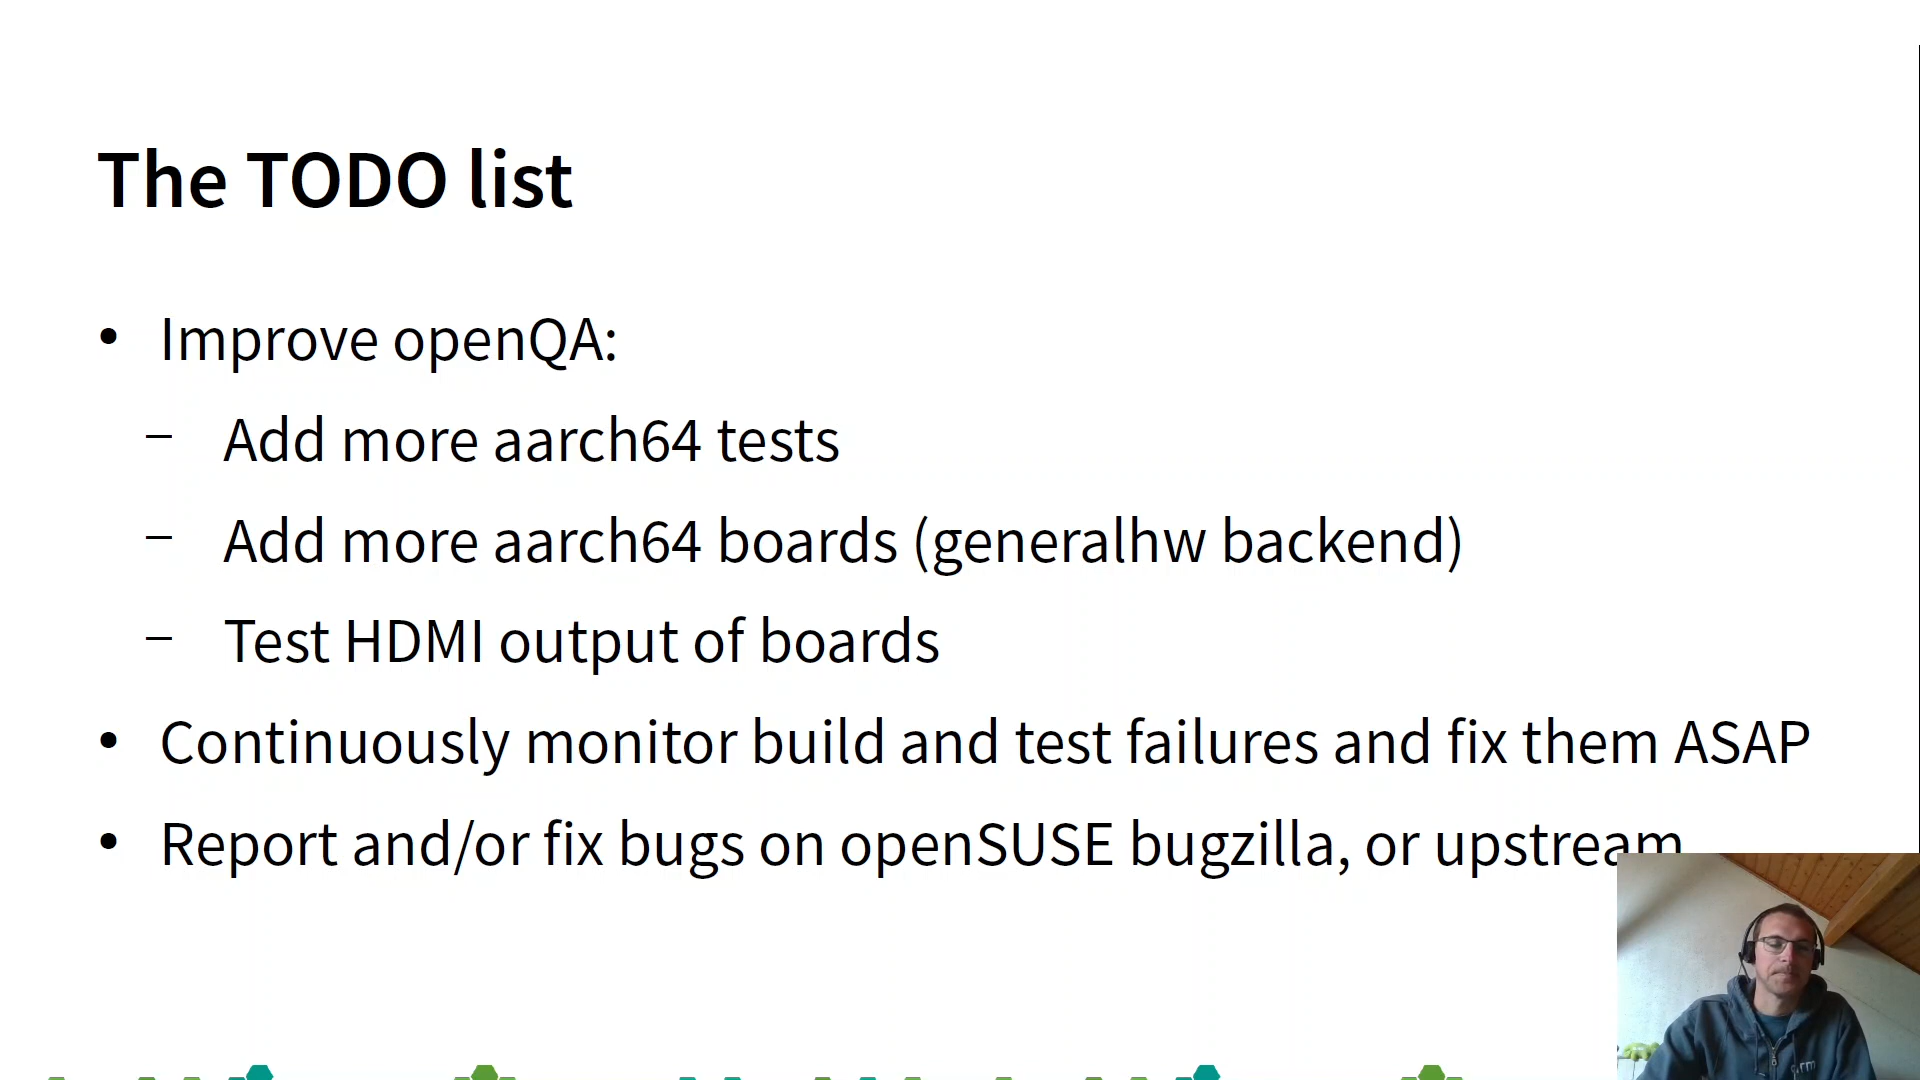 The TODO list
• Improve openQA:
– Add more aarch64 tests
– Add more aarch64 boards (generalhw backend)
– Test HDMI output of boards
• Continuously monitor build and test failures and fix them ASAP
• Report and/or fix bugs on openSUSE bugzilla, or upstream
arm